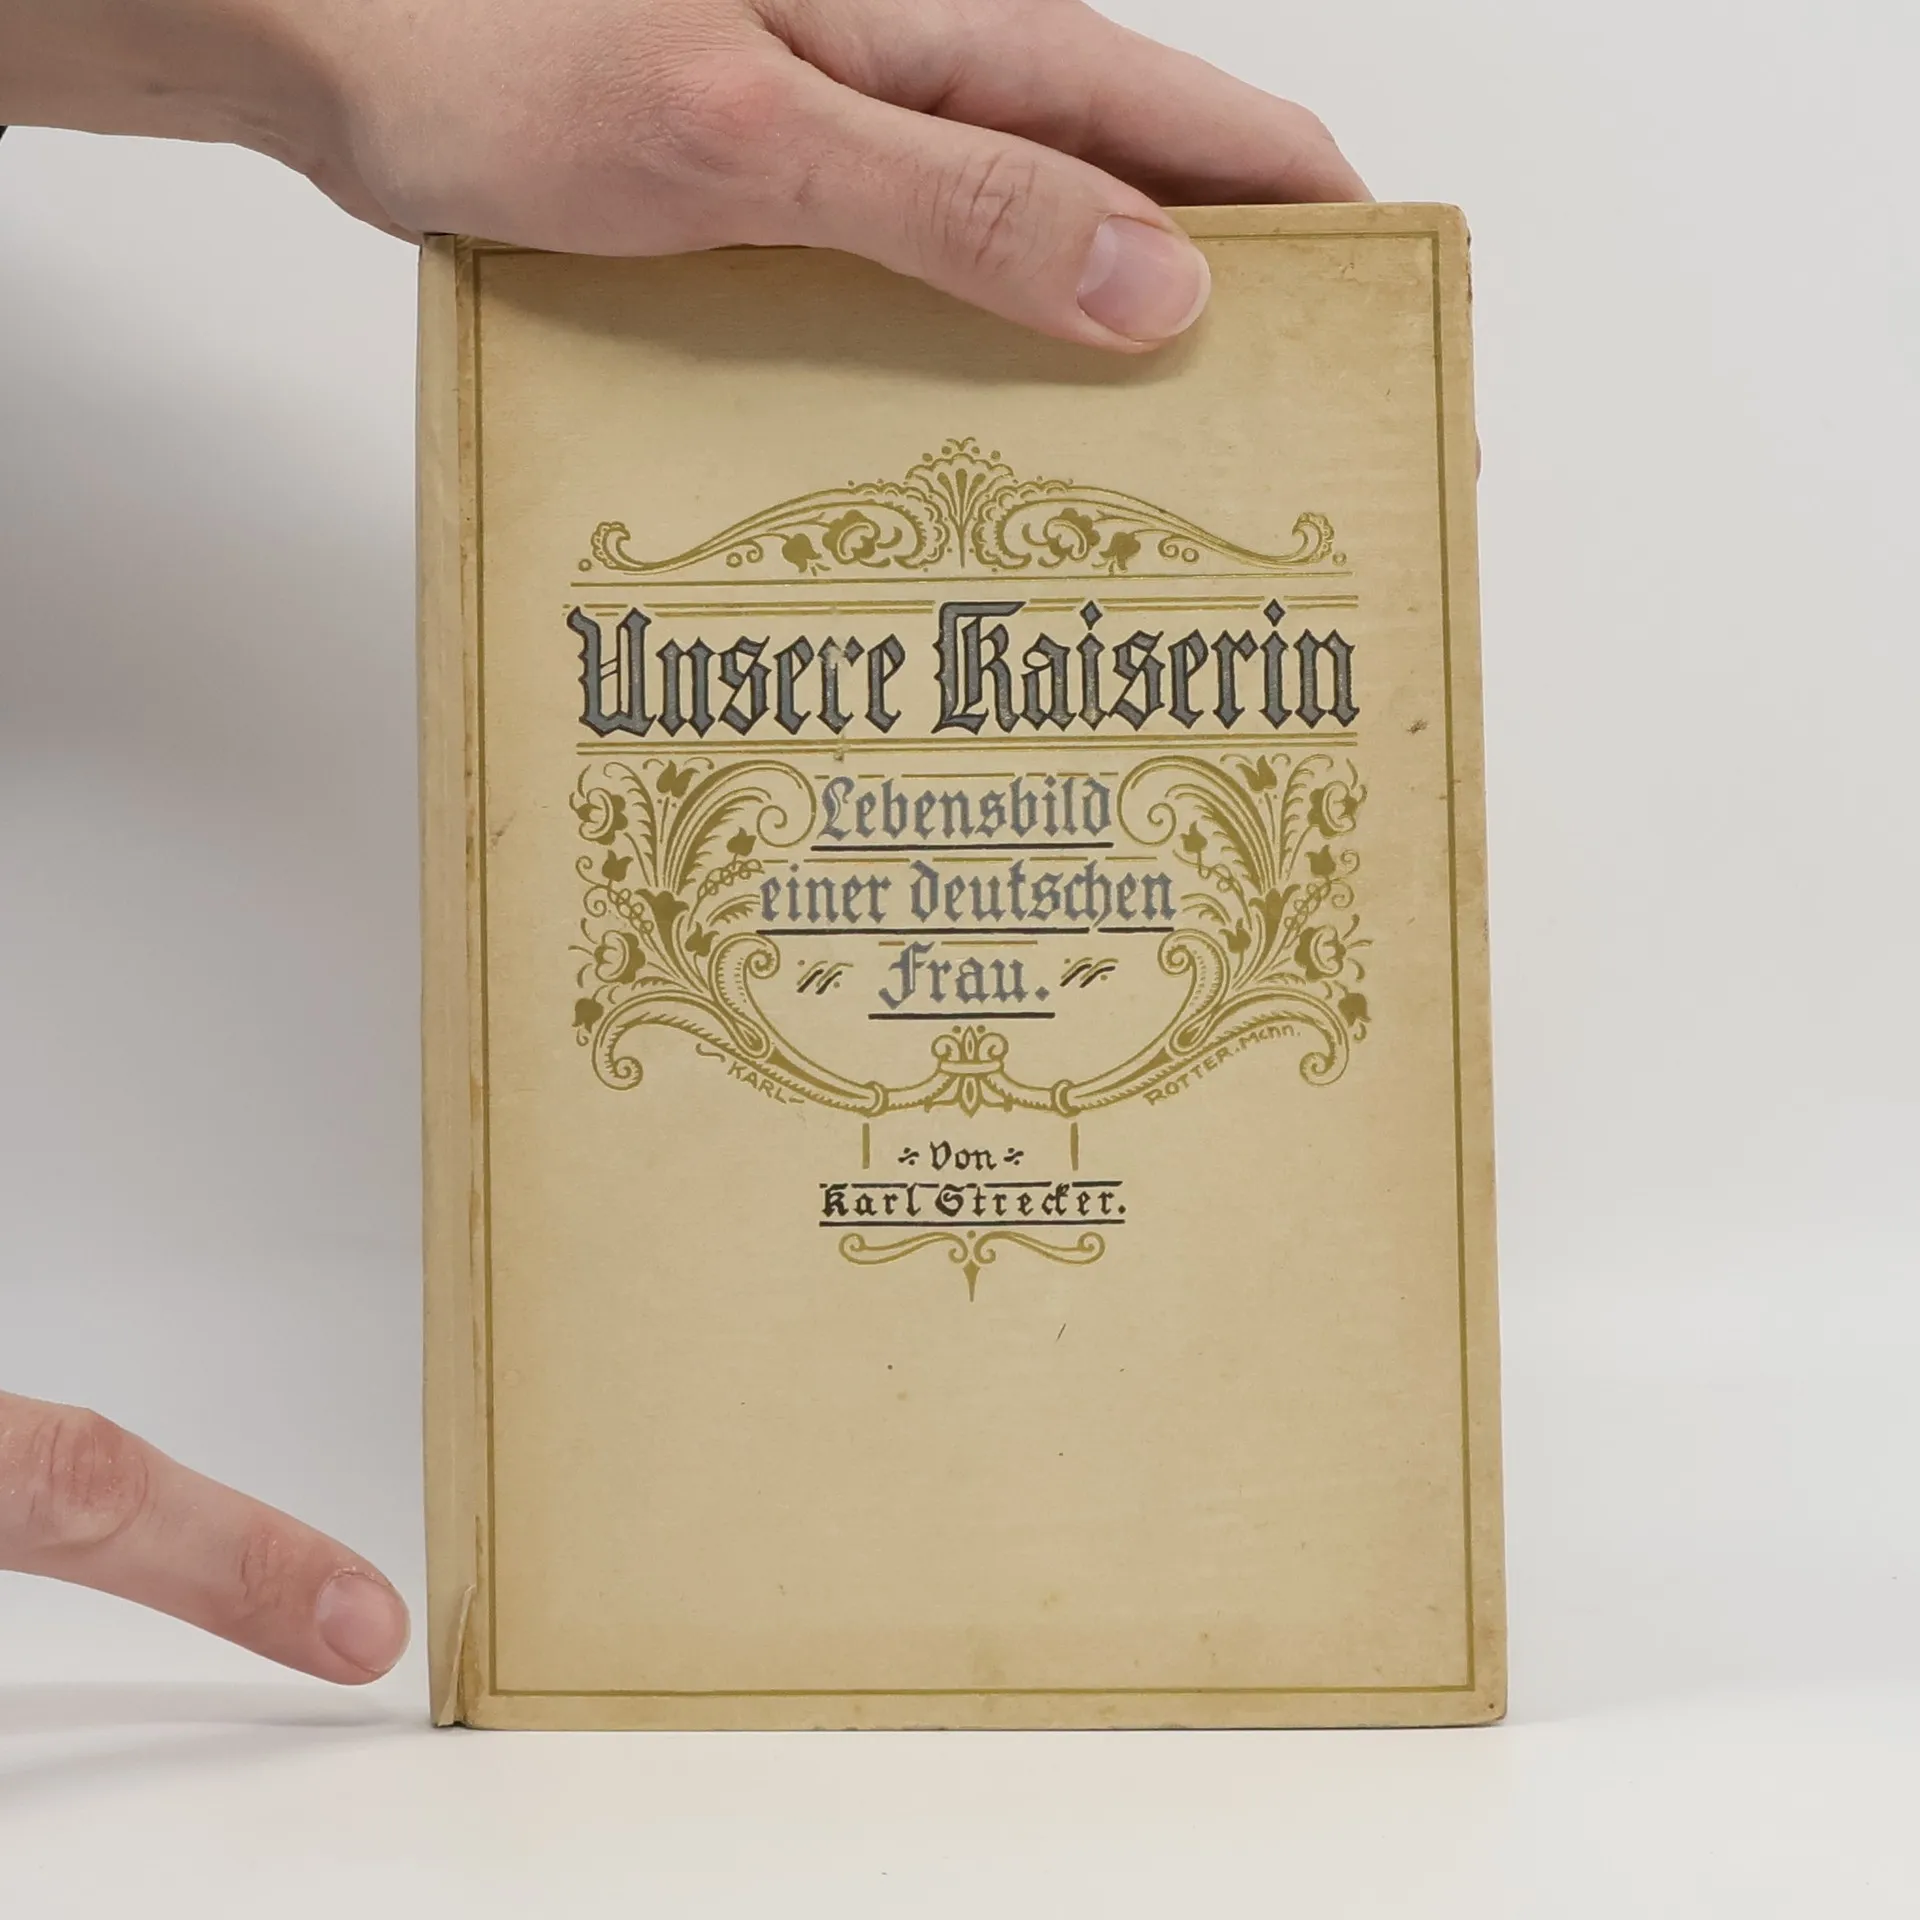 Unsere Kaiserin
Lebensbild
einer deutschen
Frau.
KARL
ROTTER. Mchn.
Von
Karl Strecker.